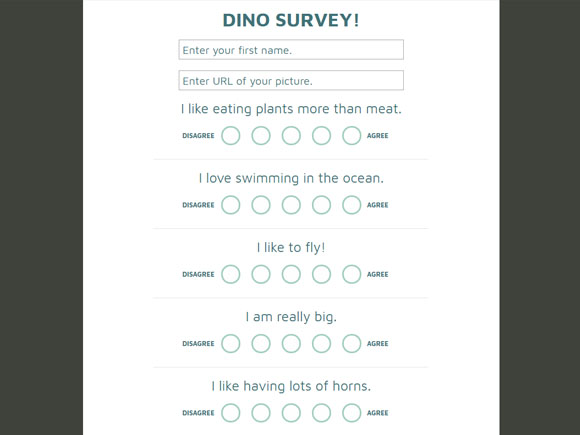 DINO SURVEY!
Enter your first name.
Enter URL of your picture.
I like eating plants more than meat.
DISAGREE AGREE
I love swimming in the ocean.
DISAGREE AGREE
I like to fly!
DISAGREE AGREE
I am really big.
DISAGREE AGREE
I like having lots of horns.
DISAGREE AGREE